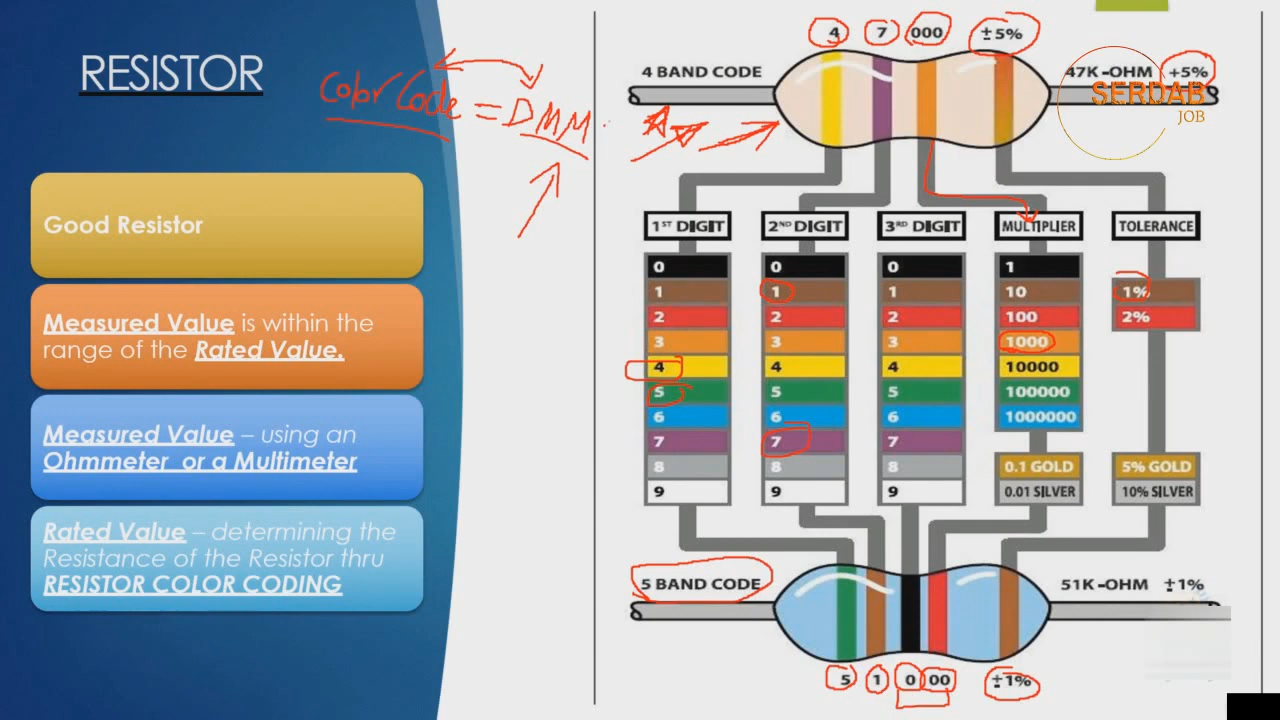 RESISTOR
Color Code = DMM.
Good Resistor
Measured Value is within the
range of the Rated Value.
Measured Value – using an
Ohmmeter or a Multimeter
Rated Value – determining the
Resistance of the Resistor thru
RESISTOR COLOR CODING
4 7 000 ±5%
4 BAND CODE
47K-OHM +5%
SERDAB
JOB
1ST DIGIT 2ND DIGIT 3RD DIGIT MULTIPLIER TOLERANCE
0 0 0 1
1 1 1 10 1%
2 2 2 100 2%
3 3 3 1000
4 4 4 10000
5 5 5 100000
6 6 6 1000000
7 7 7
8 8 8 0.1 GOLD 5% GOLD
9 9 9 0.01 SILVER 10% SILVER
5 BAND CODE
51K-OHM ±1%
5 1 0 00 ±1%